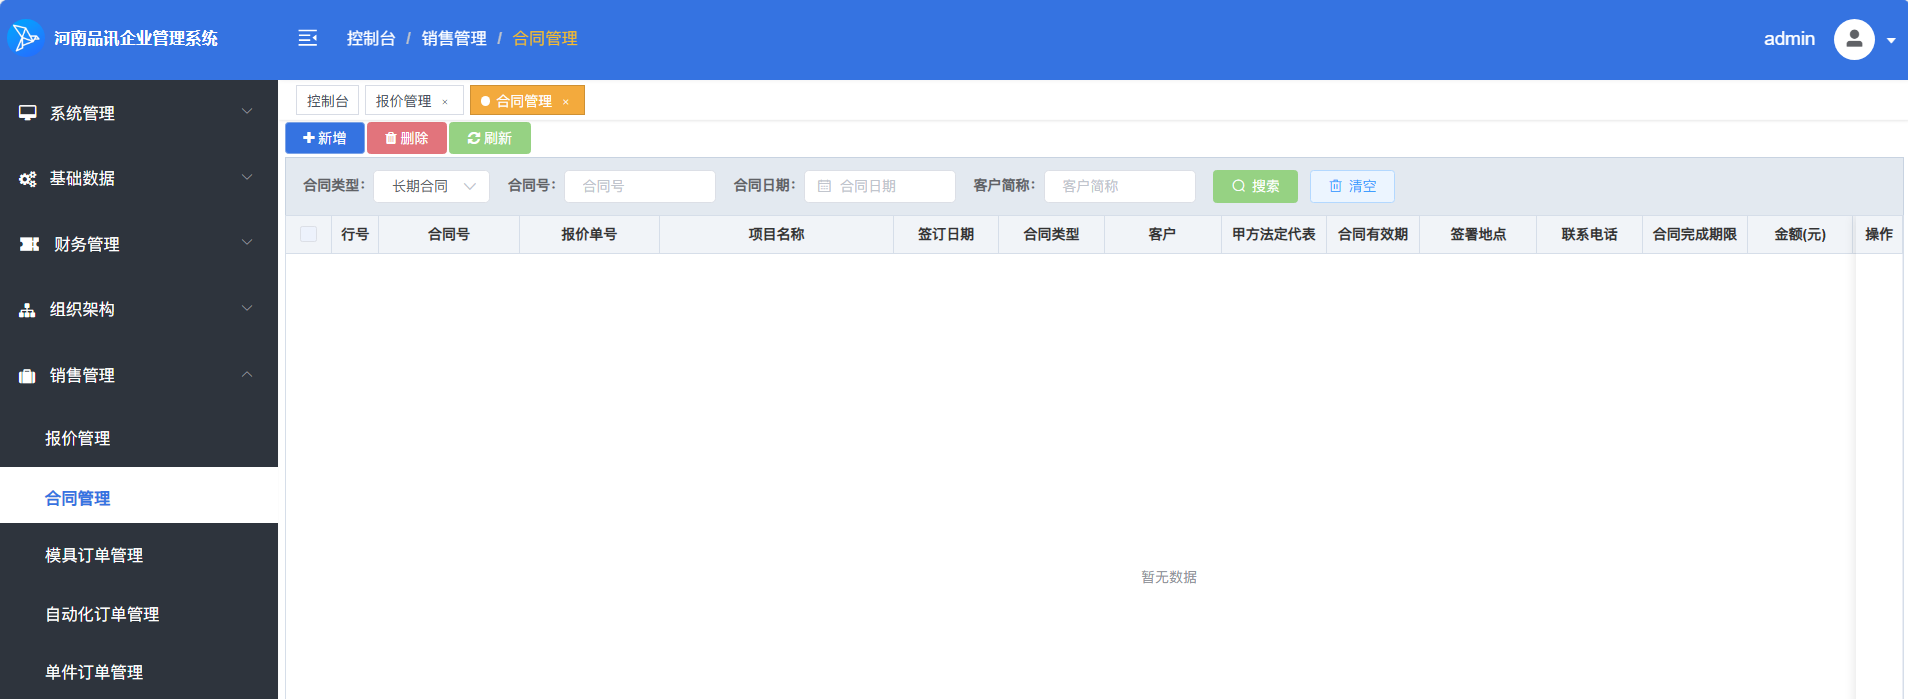 河南品讯企业管理系统
控制台 / 销售管理 / 合同管理
admin
系统管理
基础数据
财务管理
组织架构
销售管理
报价管理
合同管理
模具订单管理
自动化订单管理
单件订单管理
控制台 报价管理 × 合同管理 ×
新增 删除 刷新
合同类型: 长期合同 合同号: 合同号 合同日期: 合同日期 客户简称: 客户简称 搜索 清空
行号 合同号 报价单号 项目名称 签订日期 合同类型 客户 甲方法定代表 合同有效期 签署地点 联系电话 合同完成期限 金额(元) 操作
暂无数据